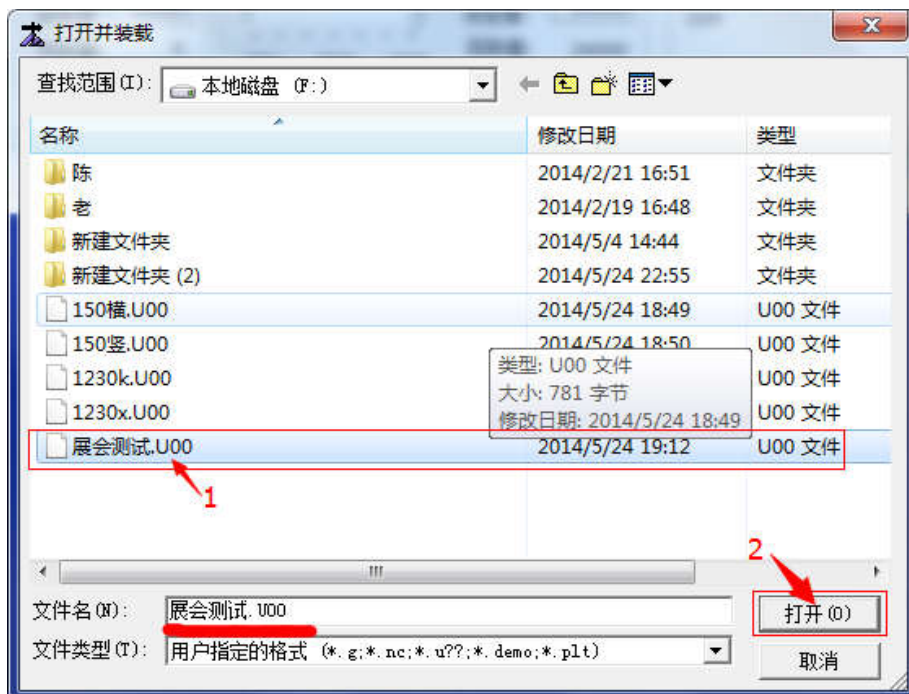 打开并装载
查找范围(I): 本地磁盘 (F:)
名称 修改日期 类型
陈 2014/2/21 16:51 文件夹
老 2014/2/19 16:48 文件夹
新建文件夹 2014/5/4 14:44 文件夹
新建文件夹 (2) 2014/5/24 22:55 文件夹
150横.U00 2014/5/24 18:49 U00 文件
150竖.U00 2014/5/24 18:50 U00 文件
1230k.U00 U00 文件
1230x.U00 U00 文件
类型: U00 文件
大小: 781 字节
修改日期: 2014/5/24 18:49
展会测试.U00 2014/5/24 19:12 U00 文件
1
2
文件名(N): 展会测试.U00 打开(O)
文件类型(T): 用户指定的格式 (*.g;*.nc;*.u??;*.demo;*.plt) 取消